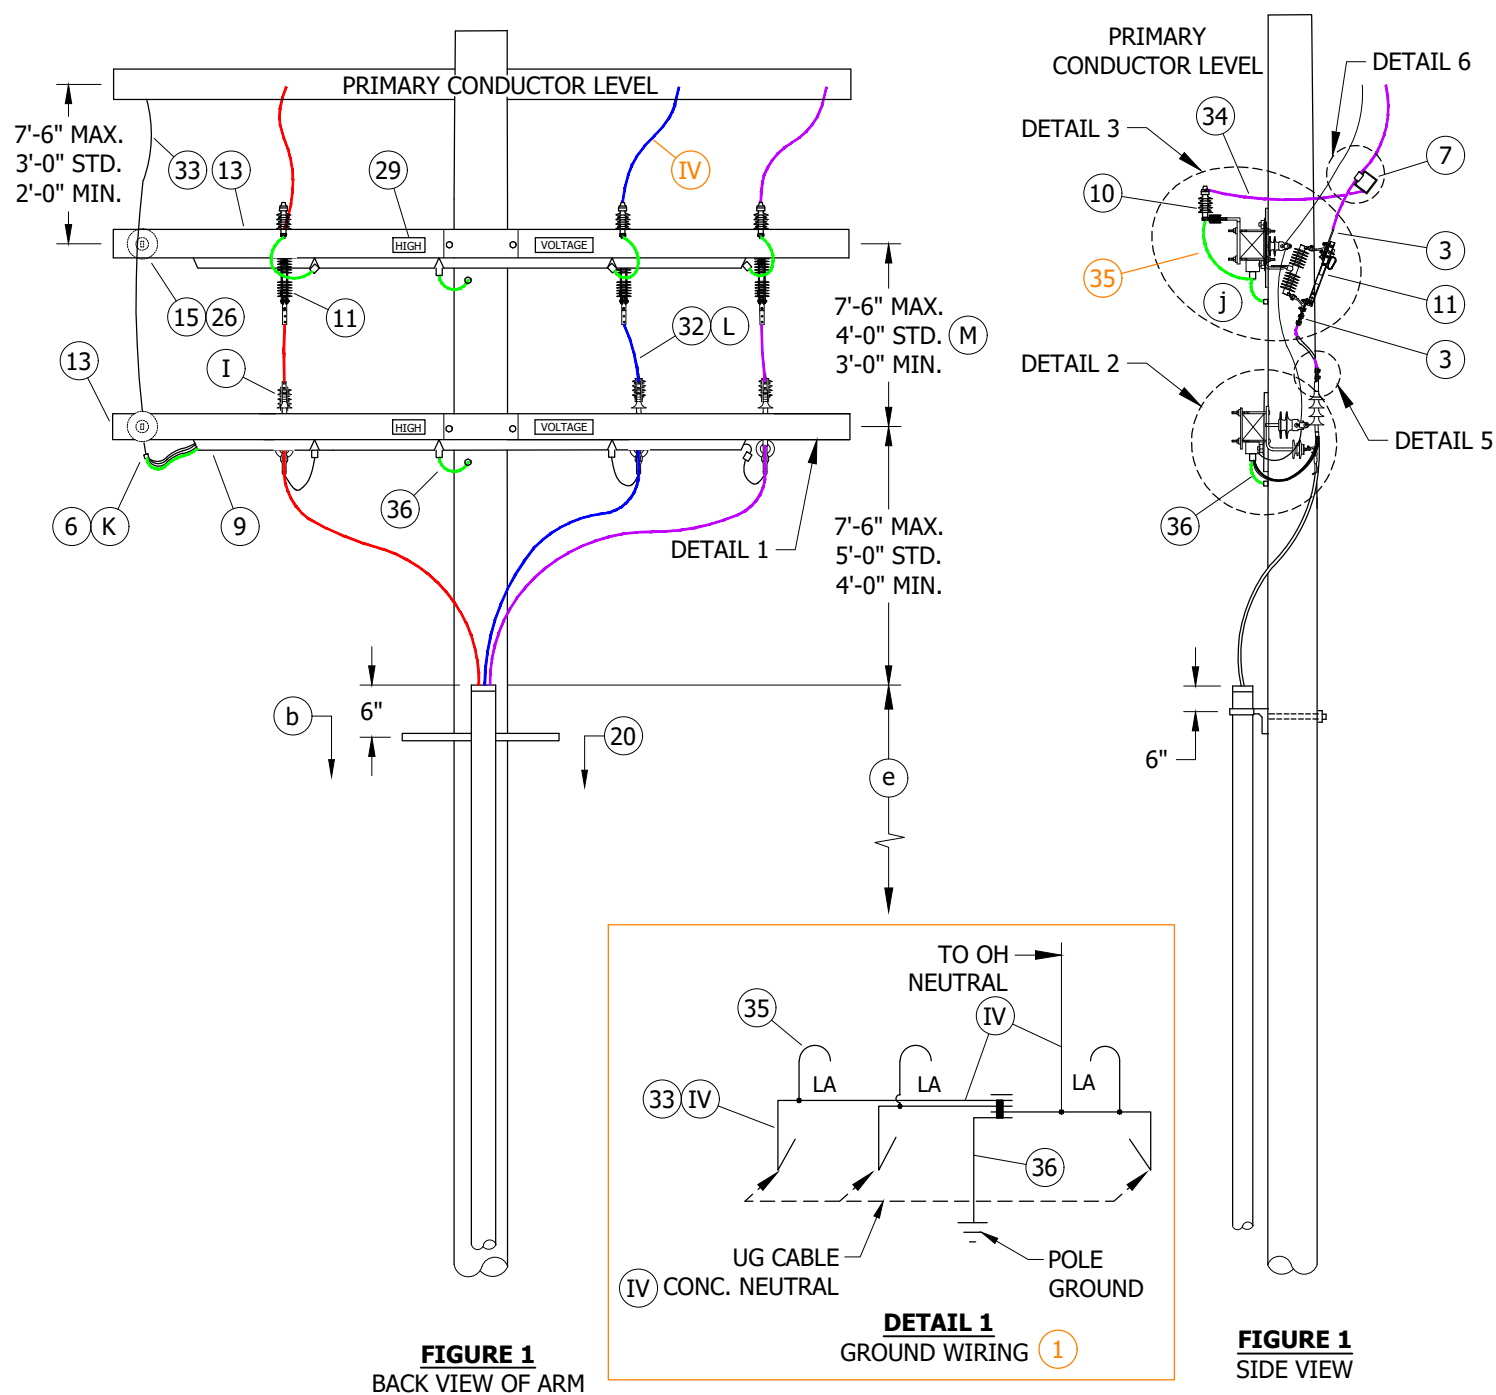 PRIMARY CONDUCTOR LEVEL
7'-6" MAX.
3'-0" STD.
2'-0" MIN.
33
13
29
IV
HIGH
VOLTAGE
15
26
11
32
L
7'-6" MAX.
4'-0" STD.
3'-0" MIN.
M
13
I
HIGH
VOLTAGE
6
K
9
36
DETAIL 1
7'-6" MAX.
5'-0" STD.
4'-0" MIN.
b
6"
20
e
FIGURE 1
BACK VIEW OF ARM
TO OH
NEUTRAL
35
IV
LA
LA
LA
33
IV
36
UG CABLE
IV
CONC. NEUTRAL
POLE
GROUND
DETAIL 1
GROUND WIRING
1
PRIMARY
CONDUCTOR LEVEL
DETAIL 6
DETAIL 3
34
7
10
3
35
j
11
3
DETAIL 2
DETAIL 5
36
6"
FIGURE 1
SIDE VIEW